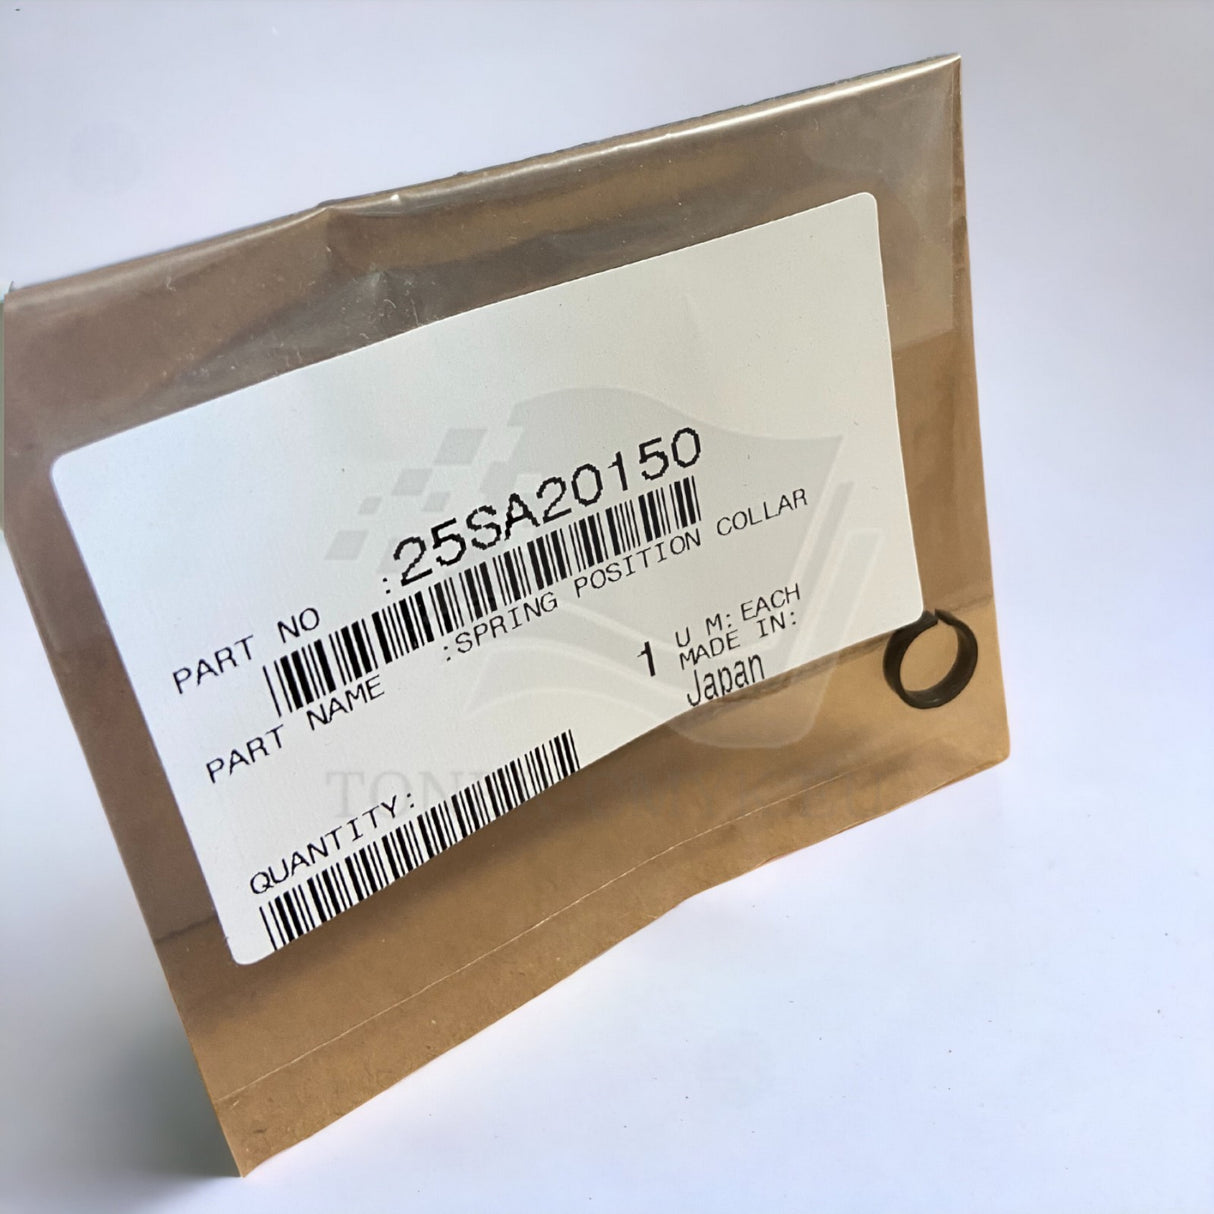 PART NO :25SA20150
PART NAME :SPRING POSITION COLLAR
QUANTITY: 1 U M: EACH
MADE IN:
Japan